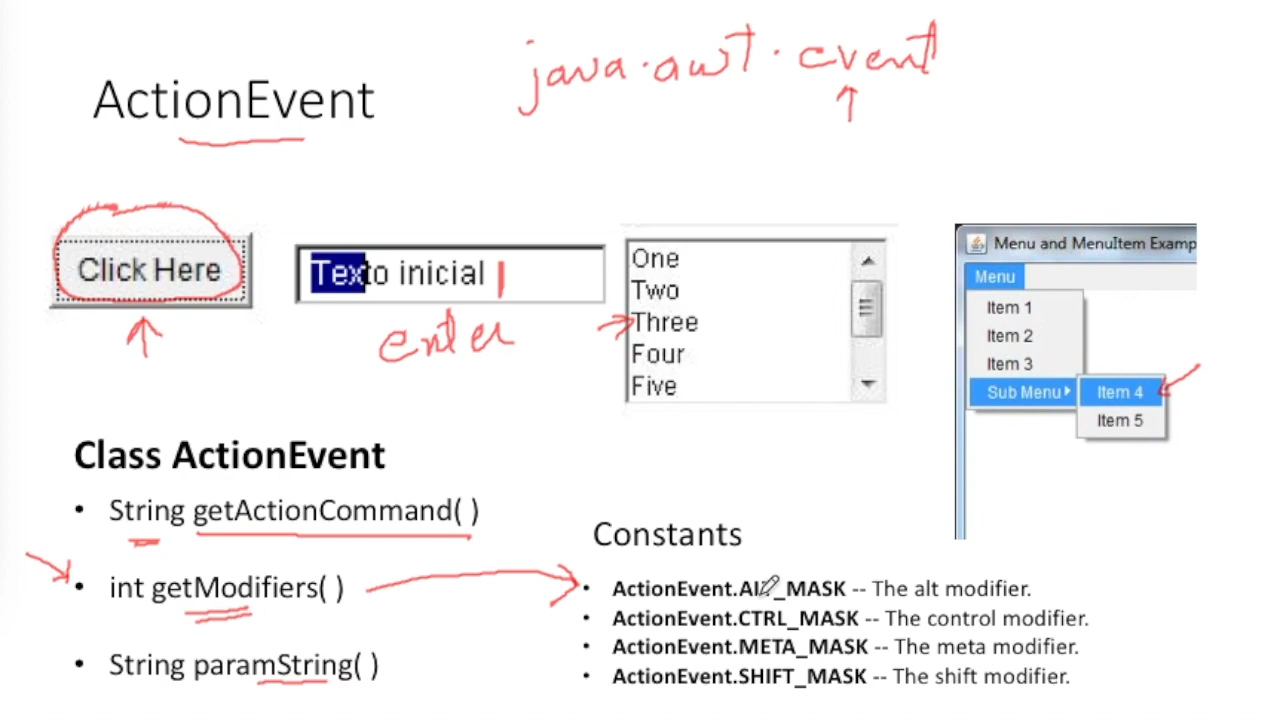 java.awt.event
ActionEvent
Click Here
Texto inicial
enter
One
Two
Three
Four
Five
Menu and MenuItem Examp
Menu
Item 1
Item 2
Item 3
Sub Menu
Item 4
Item 5
Class ActionEvent
• String getActionCommand( )
• int getModifiers( )
• String paramString( )
Constants
• ActionEvent.ALT_MASK -- The alt modifier.
• ActionEvent.CTRL_MASK -- The control modifier.
• ActionEvent.META_MASK -- The meta modifier.
• ActionEvent.SHIFT_MASK -- The shift modifier.